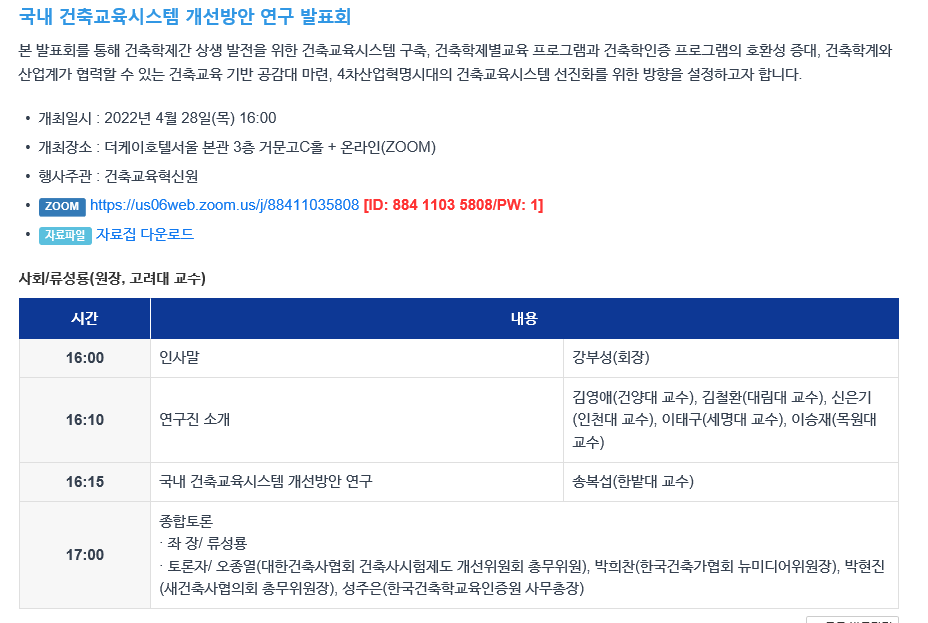 국내 건축교육시스템 개선방안 연구 발표회
본 발표회를 통해 건축학제간 상생 발전을 위한 건축교육시스템 구축, 건축학제별교육 프로그램과 건축학인증 프로그램의 호환성 증대, 건축학계와
산업계가 협력할 수 있는 건축교육 기반 공감대 마련, 4차산업혁명시대의 건축교육시스템 선진화를 위한 방향을 설정하고자 합니다.
• 개최일시 : 2022년 4월 28일(목) 16:00
• 개최장소 : 더케이호텔서울 본관 3층 거문고C홀 + 온라인(ZOOM)
• 행사주관 : 건축교육혁신원
• ZOOM https://us06web.zoom.us/j/88411035808 [ID: 884 1103 5808/PW: 1]
• 자료파일 자료집 다운로드
사회/류성룡(원장, 고려대 교수)
시간 내용
16:00 인사말 강부성(회장)
16:10 연구진 소개 김영애(건양대 교수), 김철환(대림대 교수), 신은기
(인천대 교수), 이태구(세명대 교수), 이승재(목원대
교수)
16:15 국내 건축교육시스템 개선방안 연구 송복섭(한밭대 교수)
17:00 종합토론
· 좌 장/ 류성룡
· 토론자/ 오종열(대한건축사협회 건축사시험제도 개선위원회 총무위원), 박희찬(한국건축가협회 뉴미디어위원장), 박현진
(새건축사협의회 총무위원장), 성주은(한국건축학교육인증원 사무총장)